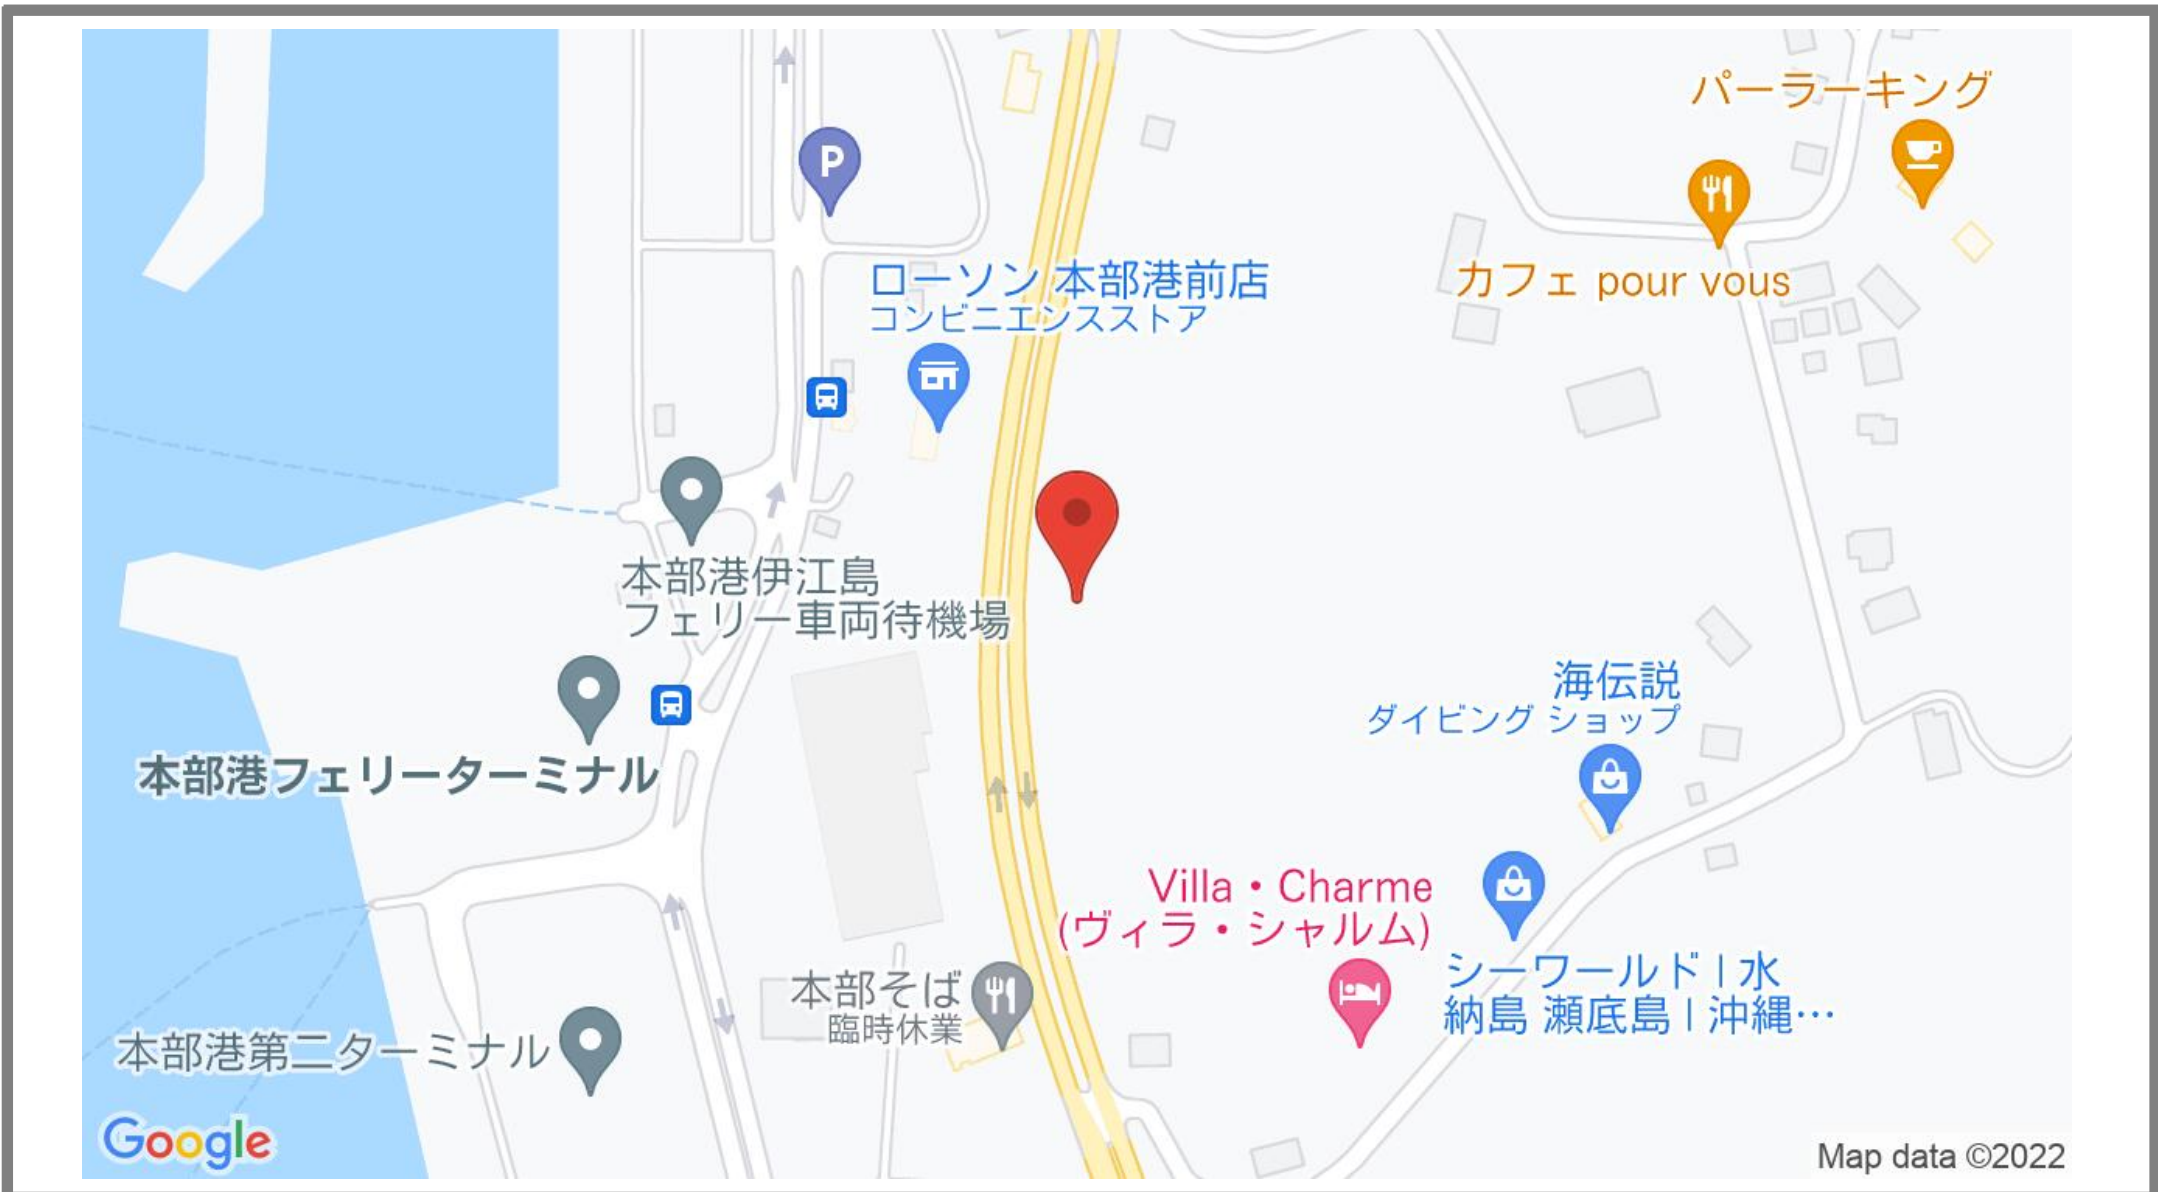 パーラーキング
P
ローソン 本部港前店
コンビニエンスストア
カフェ pour vous
本部港伊江島
フェリー車両待機場
海伝説
ダイビング ショップ
本部港フェリーターミナル
Villa・Charme
(ヴィラ・シャルム)
シーワールド | 水
納島 瀬底島 | 沖縄…
本部そば
臨時休業
本部港第二ターミナル
Google
Map data ©2022